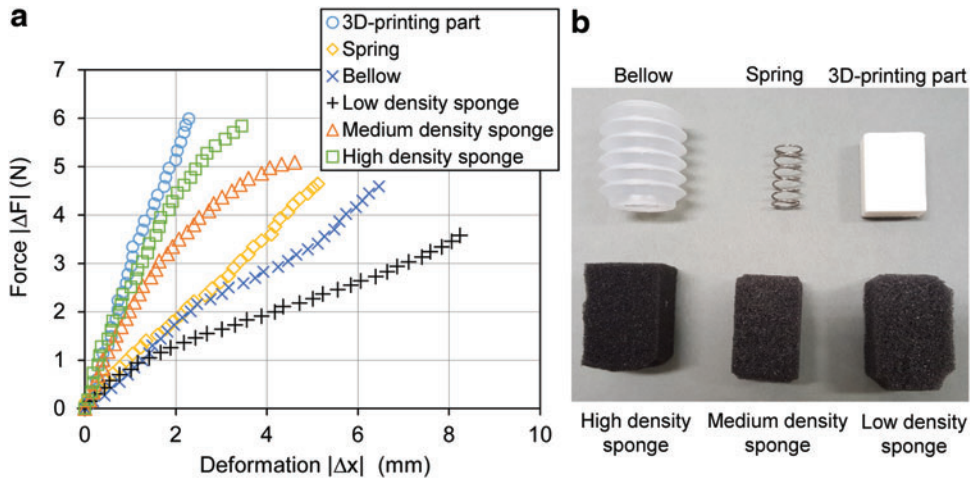 a
3D-printing part
Spring
Bellow
Low density sponge
Medium density sponge
High density sponge
7
6
5
4
3
2
1
0
Force |ΔF| (N)
0 2 4 6 8 10
Deformation |Δx| (mm)
b
Bellow Spring 3D-printing part
High density Medium density Low density
sponge sponge sponge